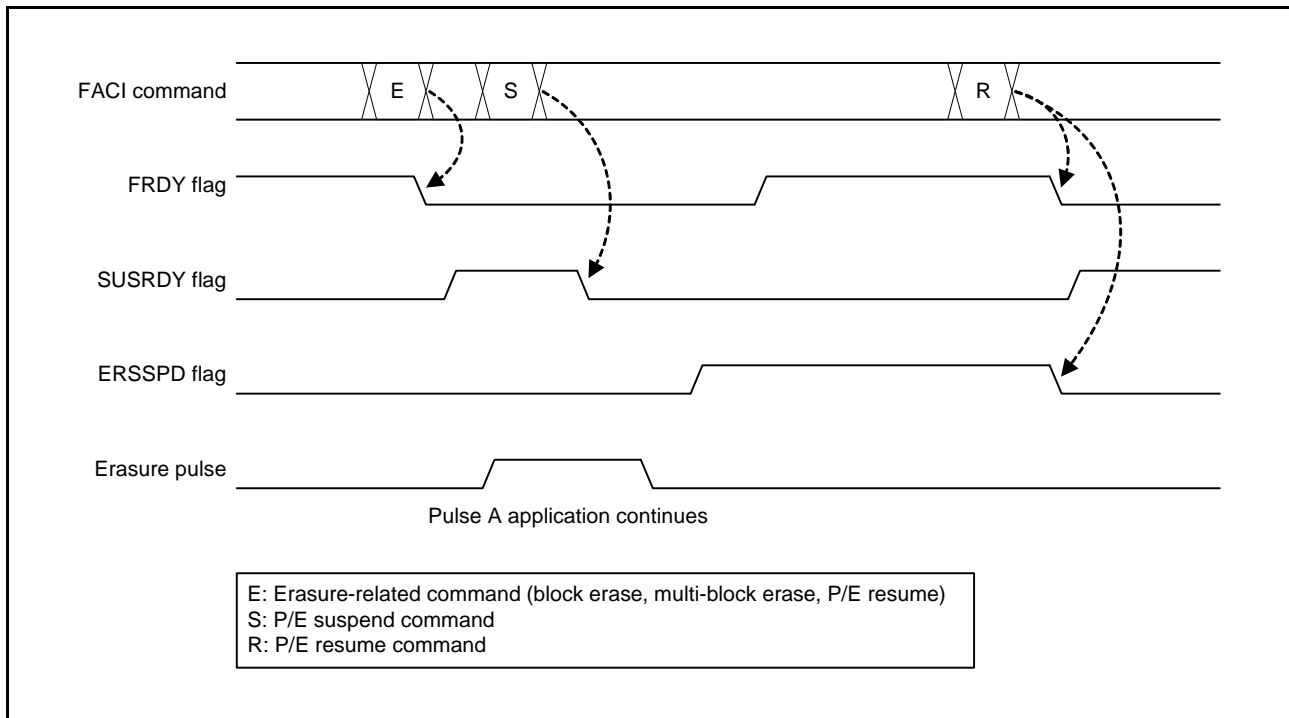 FACI command
E
S
R
FRDY flag
SUSRDY flag
ERSSPD flag
Erasure pulse
Pulse A application continues
E: Erasure-related command (block erase, multi-block erase, P/E resume)
S: P/E suspend command
R: P/E resume command